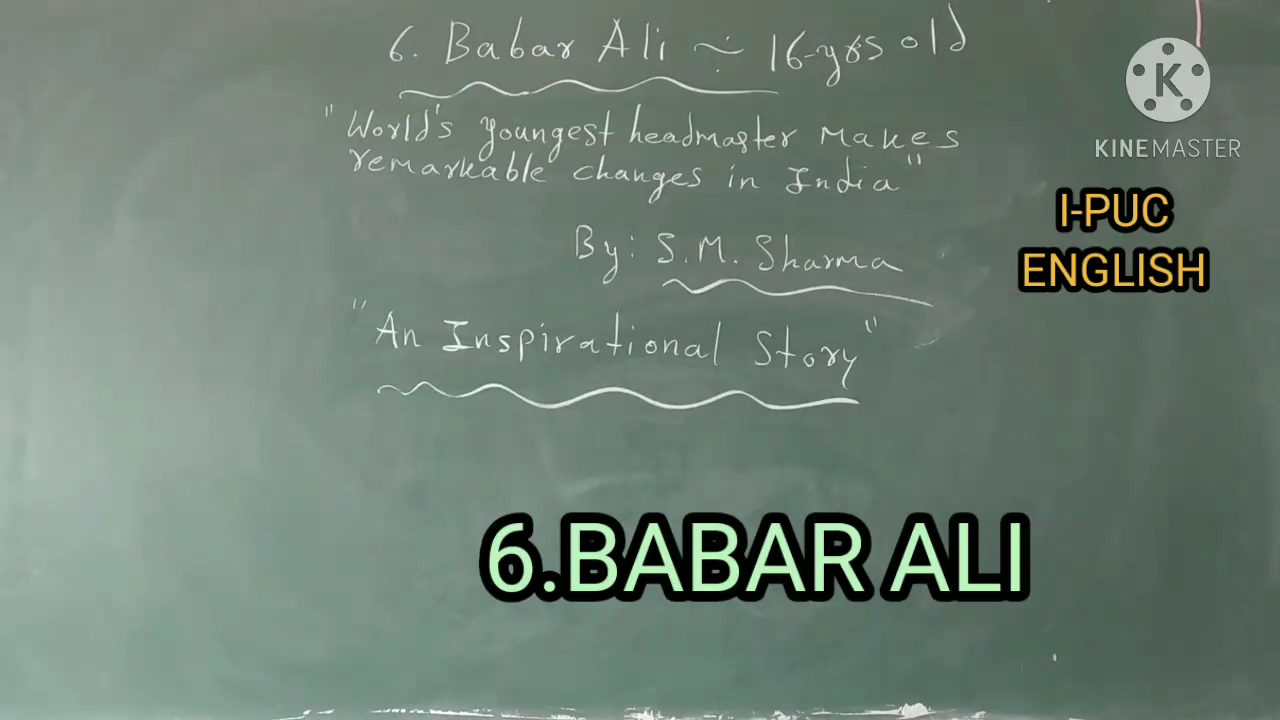 6. Babar Ali ~ 16-yrs old
"World's youngest headmaster makes
remarkable changes in India"
By: S.M. Sharma
"An Inspirational Story"
K
KINEMASTER
I-PUC
ENGLISH
6.BABAR ALI